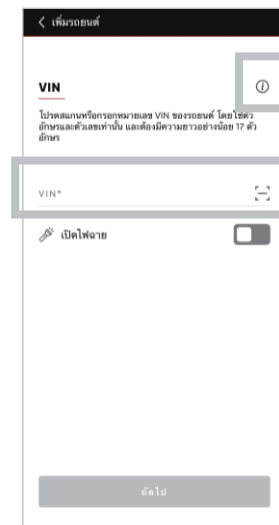 เพิ่มรถยนต์
VIN
โปรดสแกนหรือกรอกหมายเลข VIN ของรถยนต์ โดยใช้ตัว
อักษรและตัวเลขเท่านั้น และต้องมีความยาวอย่างน้อย 17 ตัว
อักษร
VIN*
เปิดไฟฉาย
ถัดไป